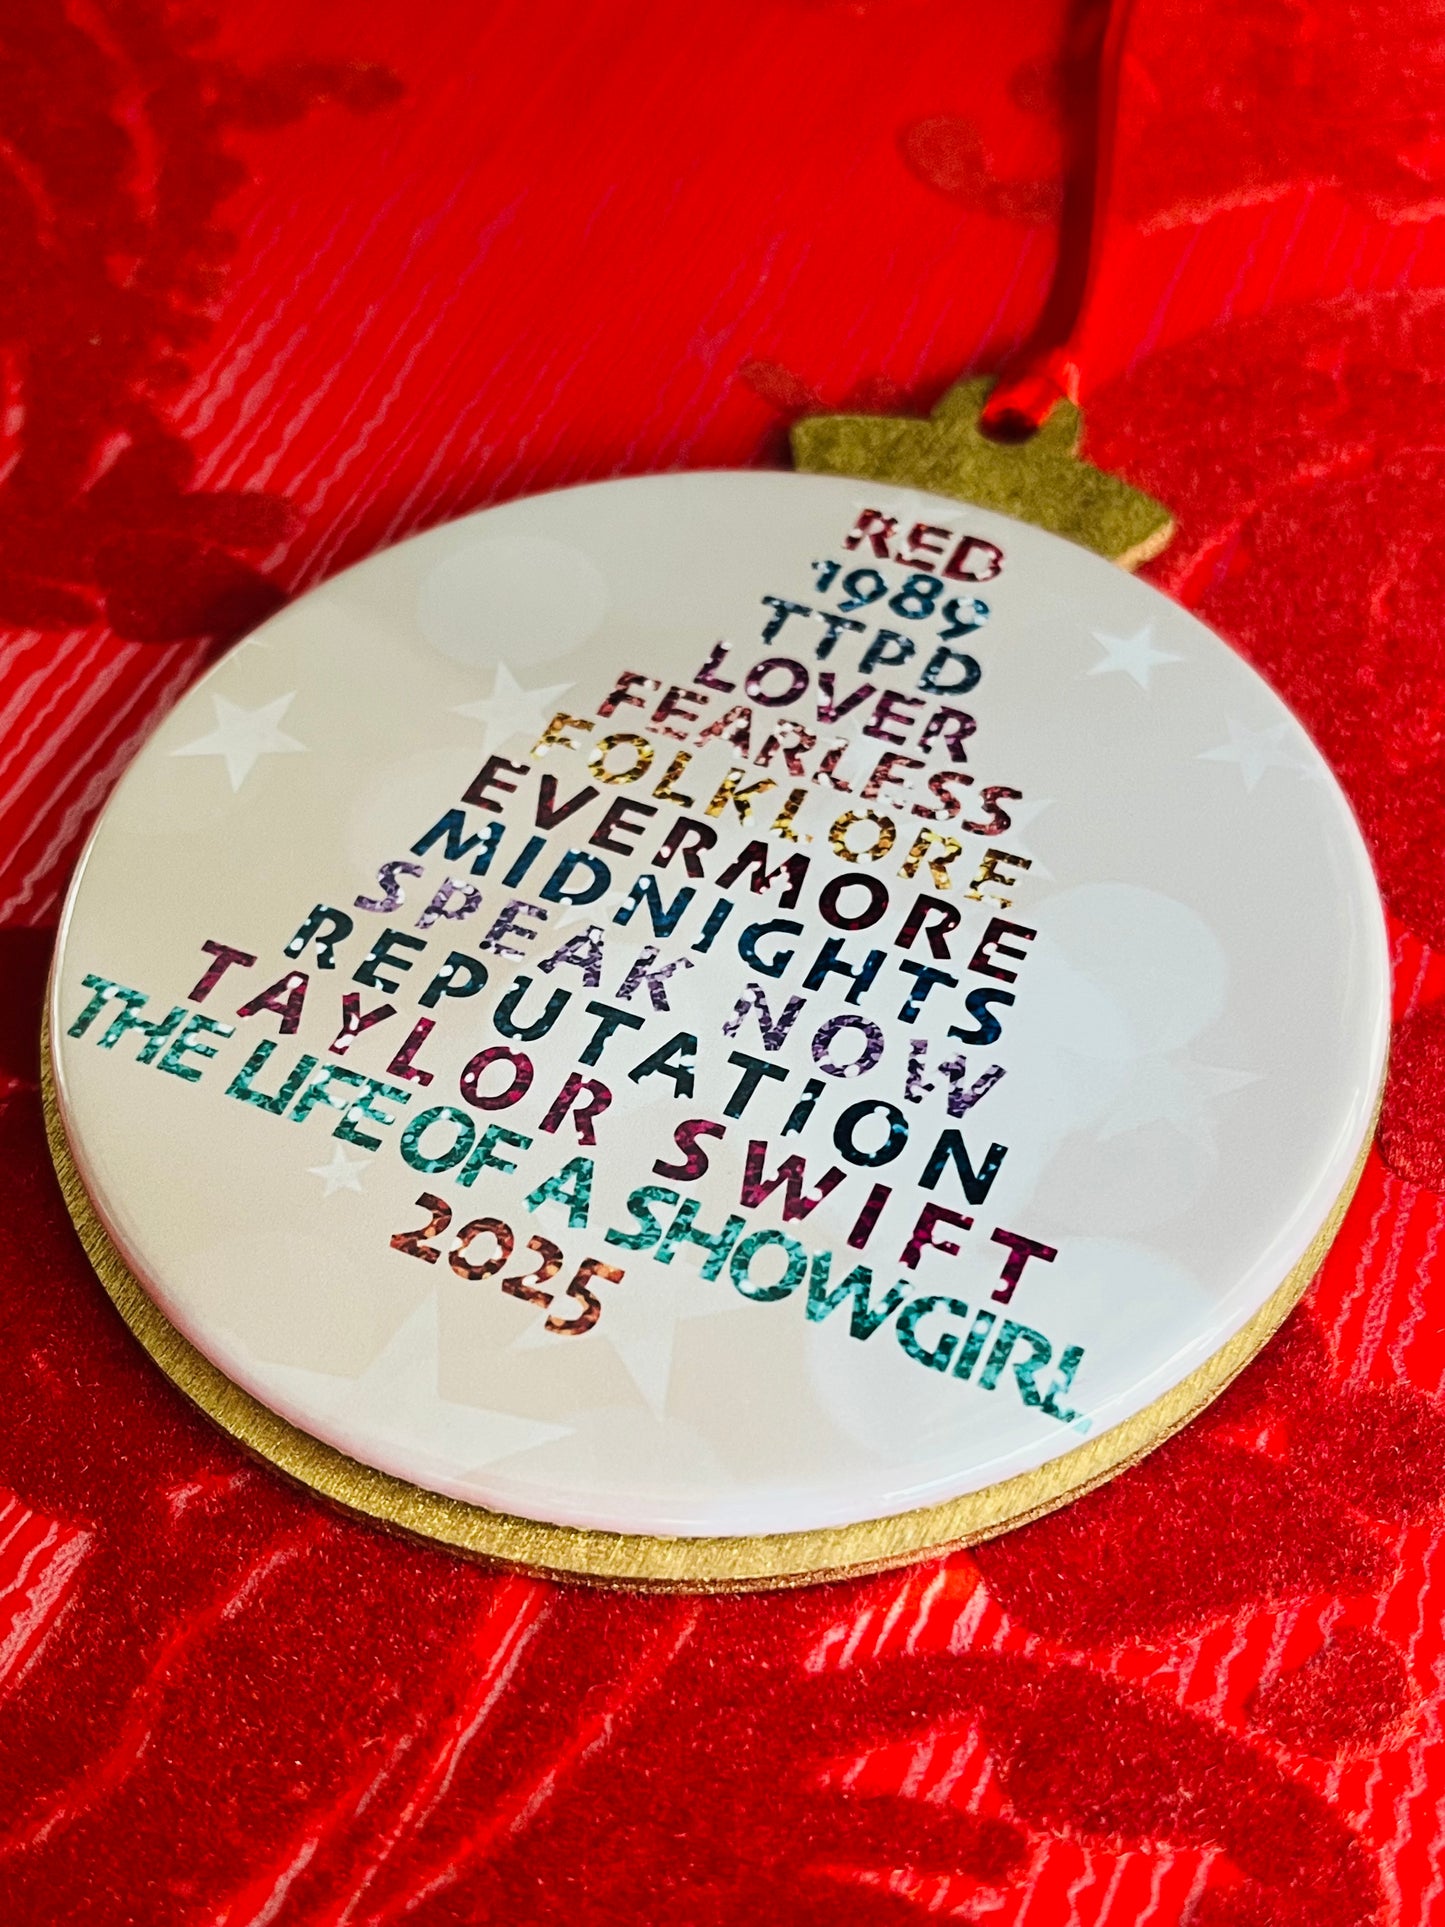 RED
1989
TTPD
LOVER
FEARLESS
FOLKLORE
EVERMORE
MIDNIGHTS
SPEAK NOW
REPUTATION
TAYLOR SWIFT
THE LIFE OF A SHOWGIRL
2025